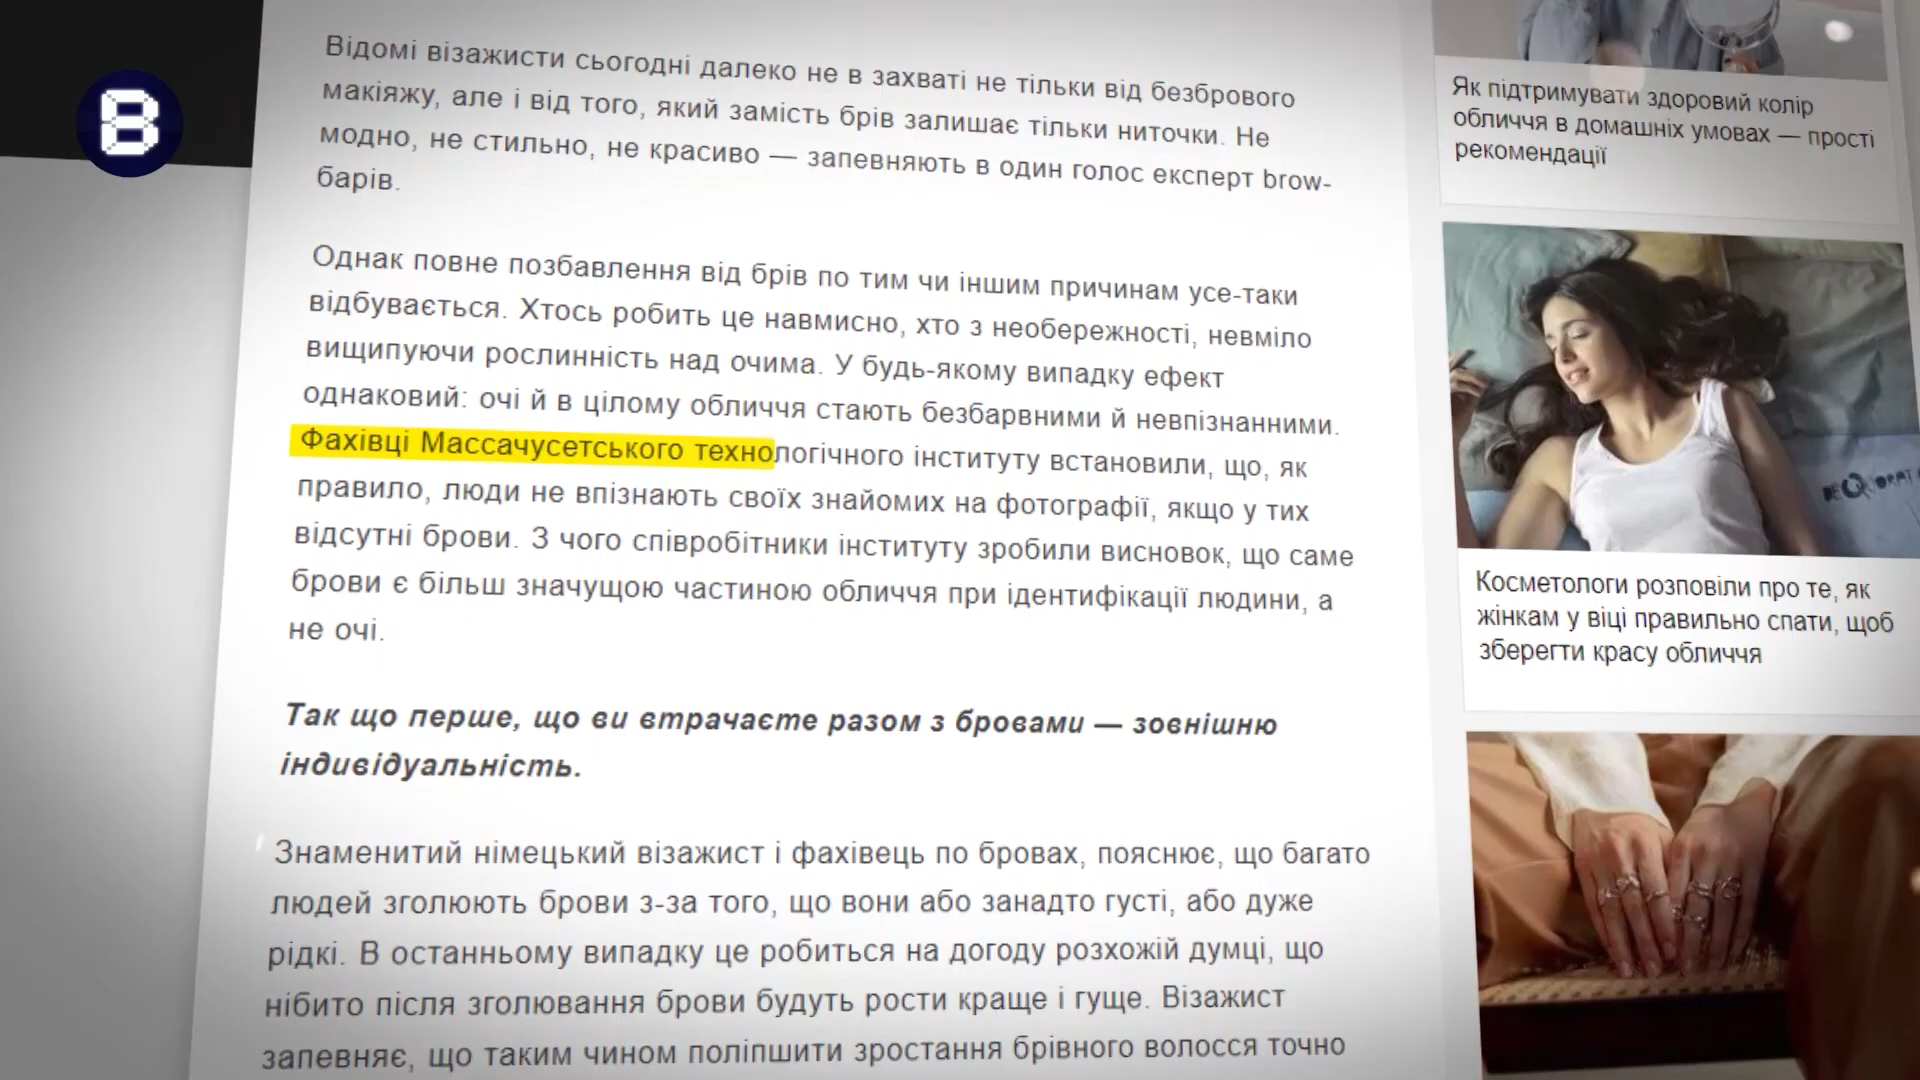 B
Відомі візажисти сьогодні далеко не в захваті не тільки від безбрового
макіяжу, але і від того, який замість брів залишає тільки ниточки. Не
модно, не стильно, не красиво — запевняють в один голос експерт brow-
барів.
Однак повне позбавлення від брів по тим чи іншим причинам усе-таки
відбувається. Хтось робить це навмисно, хто з необережності, невміло
вищипуючи рослинність над очима. У будь-якому випадку ефект
однаковий: очі й в цілому обличчя стають безбарвними й невпізнанними.
Фахівці Массачусетського технологічного інституту встановили, що, як
правило, люди не впізнають своїх знайомих на фотографії, якщо у тих
відсутні брови. З чого співробітники інституту зробили висновок, що саме
брови є більш значущою частиною обличчя при ідентифікації людини, а
не очі.
Так що перше, що ви втрачаєте разом з бровами — зовнішню
індивідуальність.
Знаменитий німецький візажист і фахівець по бровах, пояснює, що багато
людей зголюють брови з-за того, що вони або занадто густі, або дуже
рідкі. В останньому випадку це робиться на догоду розхожій думці, що
нібито після зголювання брови будуть рости краще і гуще. Візажист
запевняє, що таким чином поліпшити зростання брівного волосся точно
Як підтримувати здоровий колір
обличчя в домашніх умовах — прості
рекомендації
Косметологи розповіли про те, як
жінкам у віці правильно спати, щоб
зберегти красу обличчя